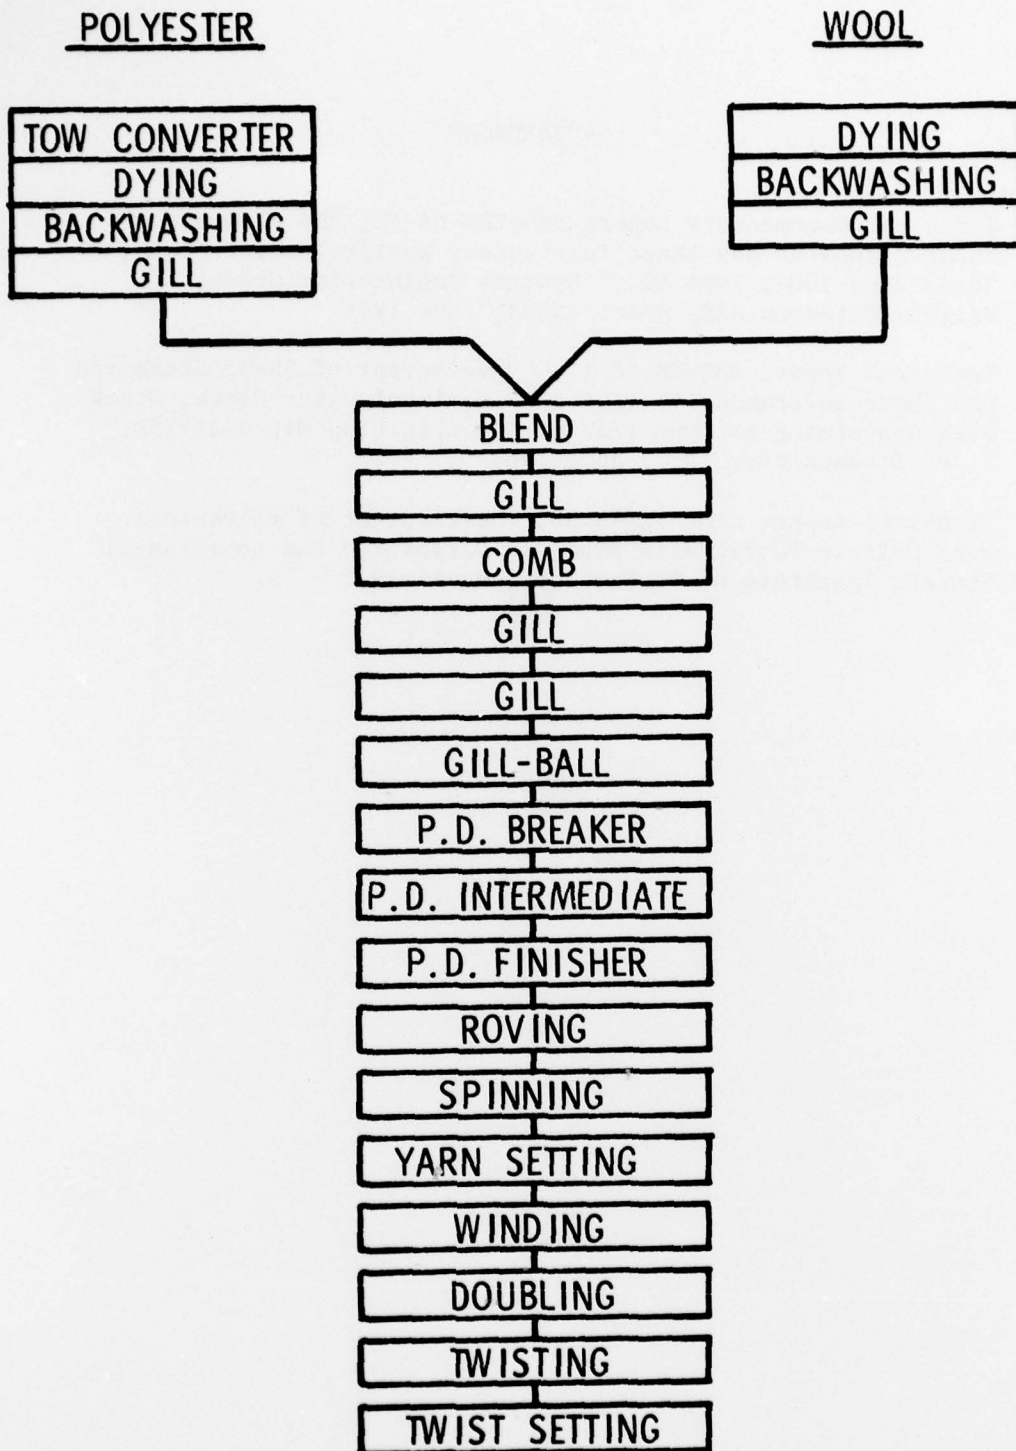 POLYESTER
TOW CONVERTER
DYING
BACKWASHING
GILL
WOOL
DYING
BACKWASHING
GILL
BLEND
GILL
COMB
GILL
GILL
GILL-BALL
P.D. BREAKER
P.D. INTERMEDIATE
P.D. FINISHER
ROVING
SPINNING
YARN SETTING
WINDING
DOUBLING
TWISTING
TWIST SETTING